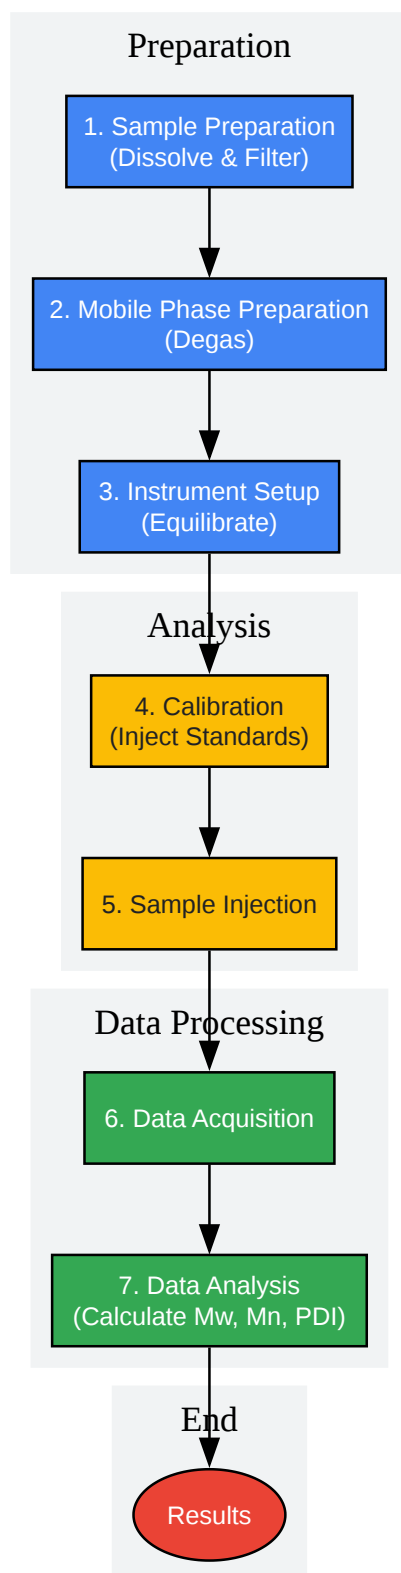 Preparation
1. Sample Preparation
(Dissolve & Filter)
2. Mobile Phase Preparation
(Degas)
3. Instrument Setup
(Equilibrate)
Analysis
4. Calibration
(Inject Standards)
5. Sample Injection
Data Processing
6. Data Acquisition
7. Data Analysis
(Calculate Mw, Mn, PDI)
End
Results